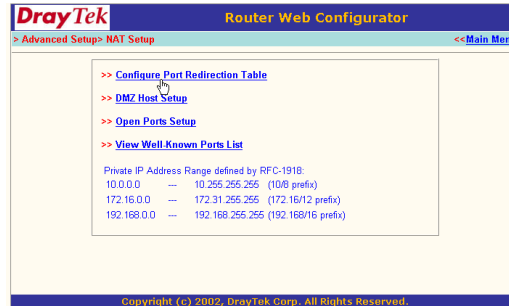 DrayTek Router Web Configurator
> Advanced Setup> NAT Setup <<Main Men
>> Configure Port Redirection Table
>> DMZ Host Setup
>> Open Ports Setup
>> View Well-Known Ports List
Private IP Address Range defined by RFC-1918:
10.0.0.0 --- 10.255.255.255 (10/8 prefix)
172.16.0.0 --- 172.31.255.255 (172.16/12 prefix)
192.168.0.0 --- 192.168.255.255 (192.168/16 prefix)
Copyright (c) 2002, DrayTek Corp. All Rights Reserved.